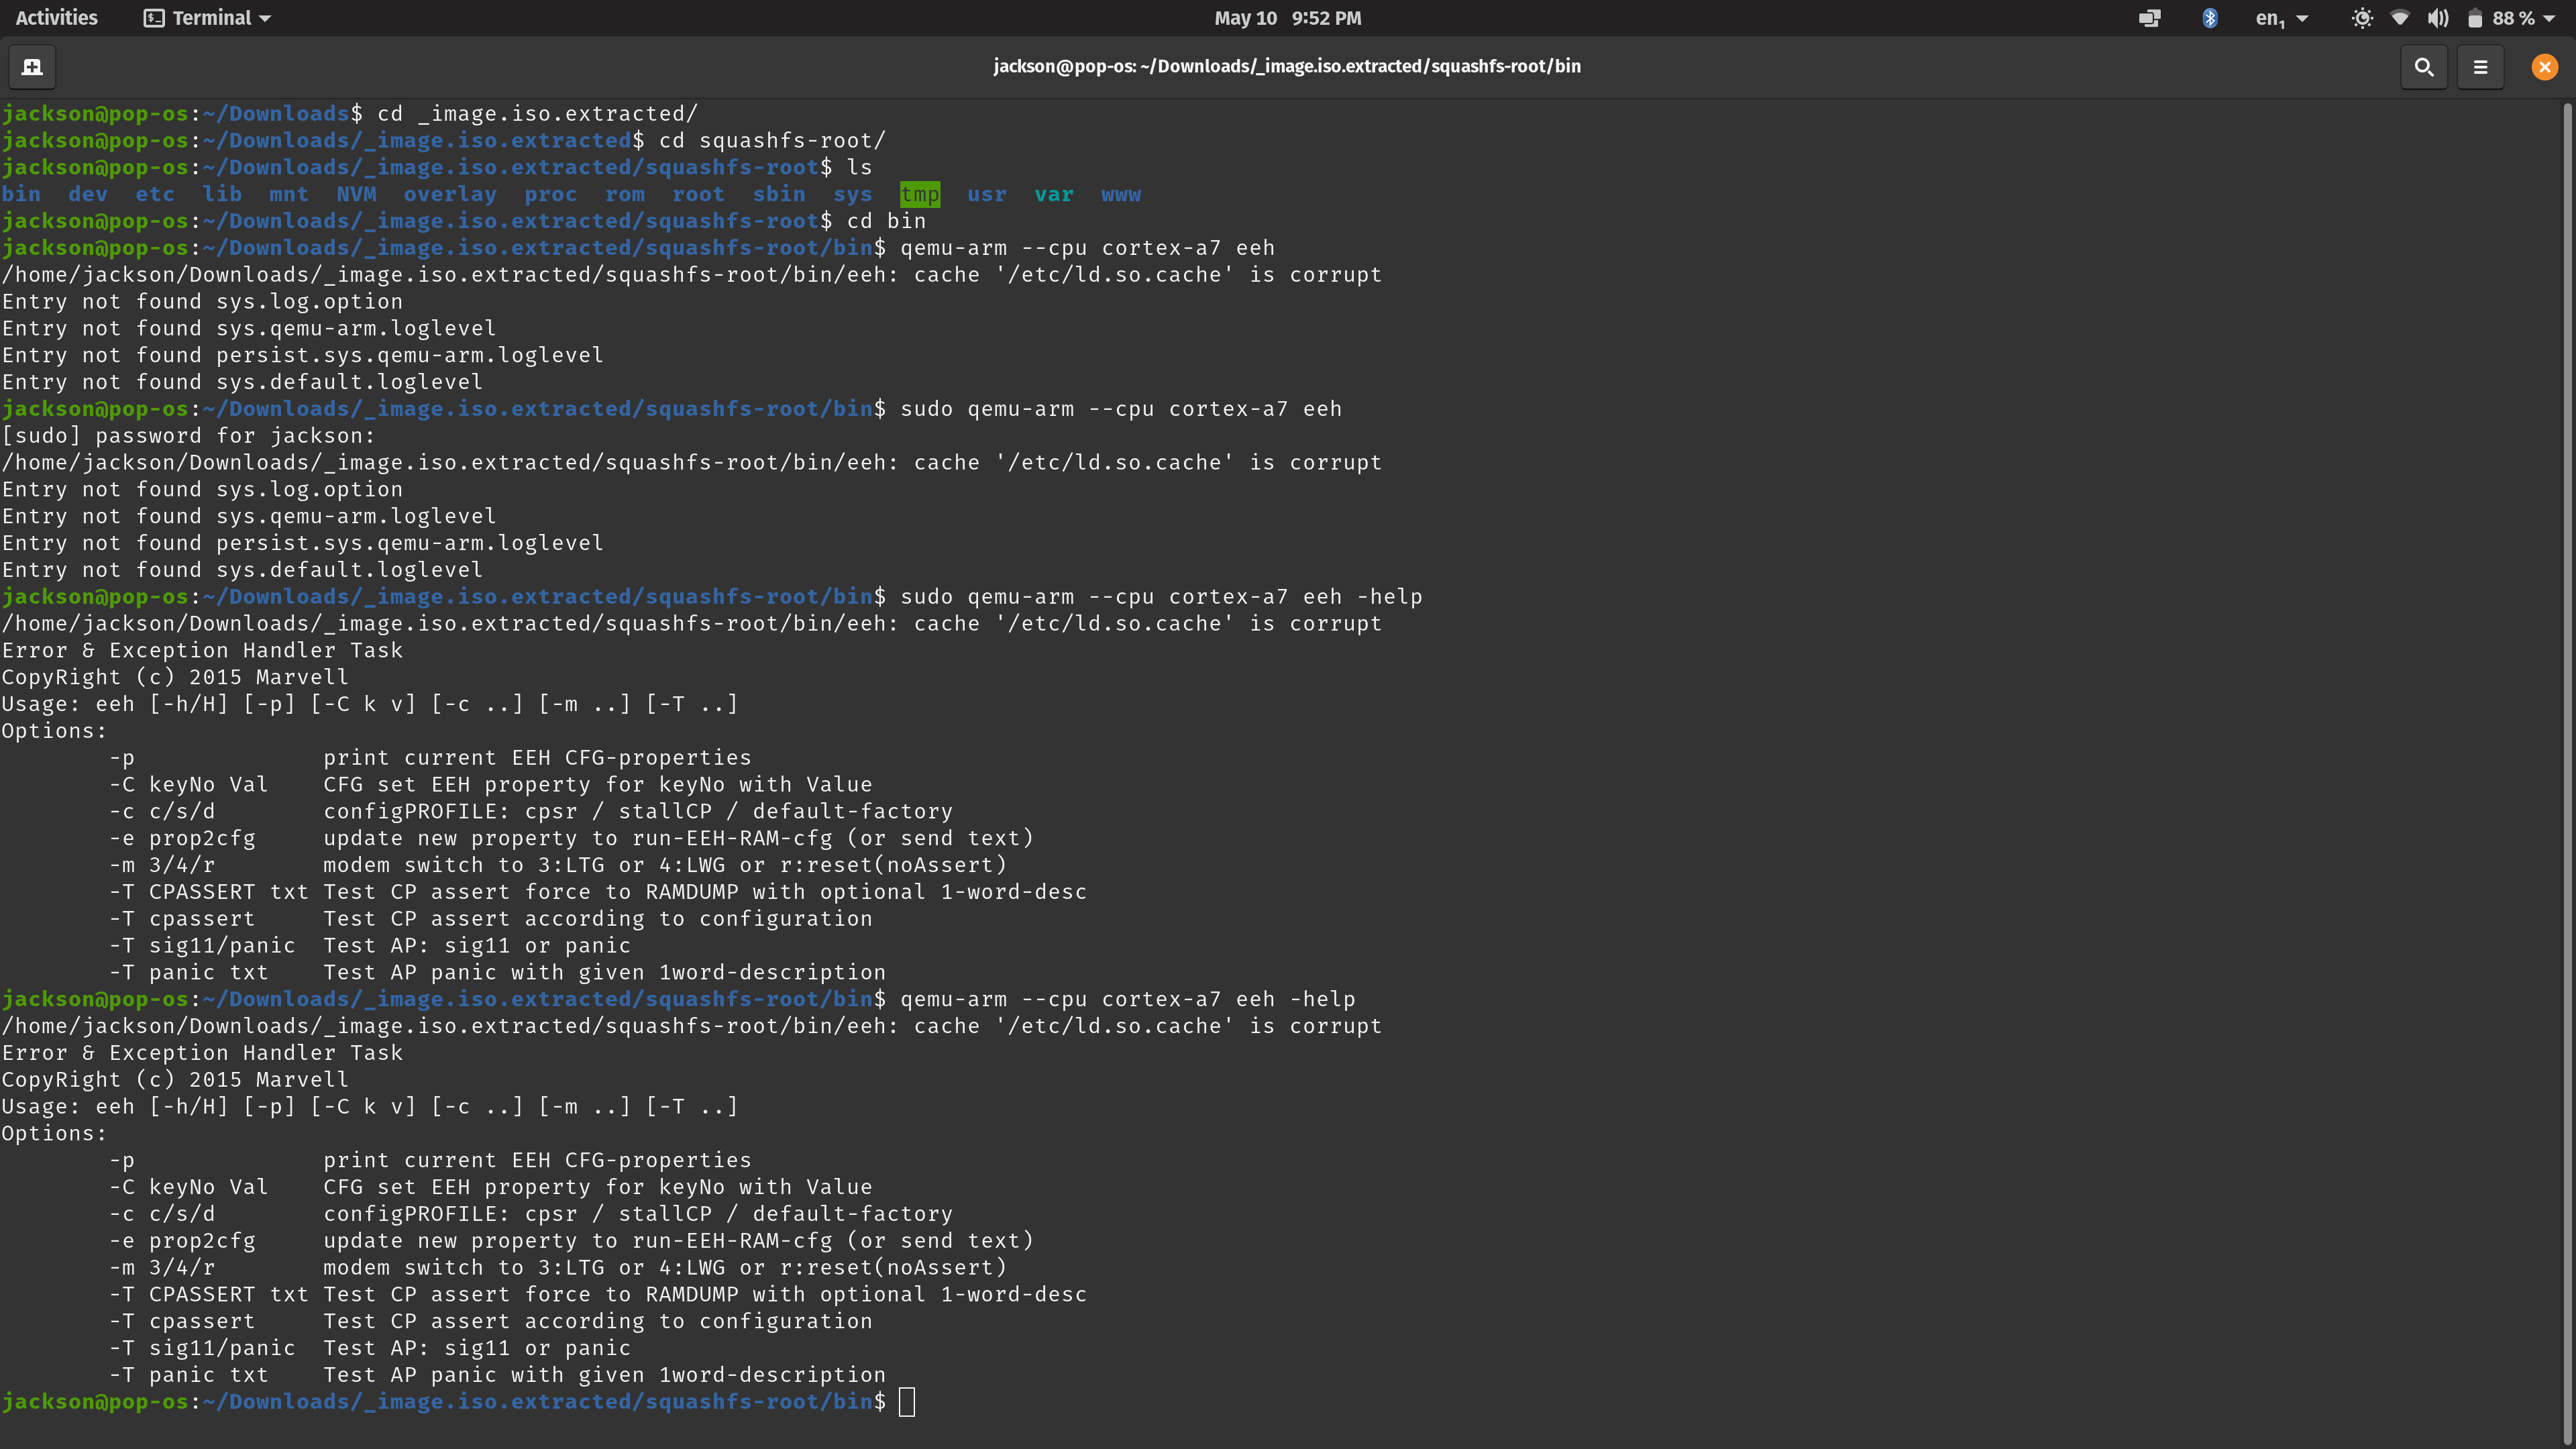 Activities Terminal May 10 9:52 PM en1 88 %
jackson@pop-os: ~/Downloads/_image.iso.extracted/squashfs-root/bin
jackson@pop-os:~/Downloads$ cd _image.iso.extracted/
jackson@pop-os:~/Downloads/_image.iso.extracted$ cd squashfs-root/
jackson@pop-os:~/Downloads/_image.iso.extracted/squashfs-root$ ls
bin dev etc lib mnt NVM overlay proc rom root sbin sys tmp usr var www
jackson@pop-os:~/Downloads/_image.iso.extracted/squashfs-root$ cd bin
jackson@pop-os:~/Downloads/_image.iso.extracted/squashfs-root/bin$ qemu-arm --cpu cortex-a7 eeh
/home/jackson/Downloads/_image.iso.extracted/squashfs-root/bin/eeh: cache '/etc/ld.so.cache' is corrupt
Entry not found sys.log.option
Entry not found sys.qemu-arm.loglevel
Entry not found persist.sys.qemu-arm.loglevel
Entry not found sys.default.loglevel
jackson@pop-os:~/Downloads/_image.iso.extracted/squashfs-root/bin$ sudo qemu-arm --cpu cortex-a7 eeh
[sudo] password for jackson:
/home/jackson/Downloads/_image.iso.extracted/squashfs-root/bin/eeh: cache '/etc/ld.so.cache' is corrupt
Entry not found sys.log.option
Entry not found sys.qemu-arm.loglevel
Entry not found persist.sys.qemu-arm.loglevel
Entry not found sys.default.loglevel
jackson@pop-os:~/Downloads/_image.iso.extracted/squashfs-root/bin$ sudo qemu-arm --cpu cortex-a7 eeh -help
/home/jackson/Downloads/_image.iso.extracted/squashfs-root/bin/eeh: cache '/etc/ld.so.cache' is corrupt
Error & Exception Handler Task
CopyRight (c) 2015 Marvell
Usage: eeh [-h/H] [-p] [-C k v] [-c ..] [-m ..] [-T ..]
Options:
-p print current EEH CFG-properties
-C keyNo Val CFG set EEH property for keyNo with Value
-c c/s/d configPROFILE: cpsr / stallCP / default-factory
-e prop2cfg update new property to run-EEH-RAM-cfg (or send text)
-m 3/4/r modem switch to 3:LTG or 4:LWG or r:reset(noAssert)
-T CPASSERT txt Test CP assert force to RAMDUMP with optional 1-word-desc
-T cpassert Test CP assert according to configuration
-T sig11/panic Test AP: sig11 or panic
-T panic txt Test AP panic with given 1word-description
jackson@pop-os:~/Downloads/_image.iso.extracted/squashfs-root/bin$ qemu-arm --cpu cortex-a7 eeh -help
/home/jackson/Downloads/_image.iso.extracted/squashfs-root/bin/eeh: cache '/etc/ld.so.cache' is corrupt
Error & Exception Handler Task
CopyRight (c) 2015 Marvell
Usage: eeh [-h/H] [-p] [-C k v] [-c ..] [-m ..] [-T ..]
Options:
-p print current EEH CFG-properties
-C keyNo Val CFG set EEH property for keyNo with Value
-c c/s/d configPROFILE: cpsr / stallCP / default-factory
-e prop2cfg update new property to run-EEH-RAM-cfg (or send text)
-m 3/4/r modem switch to 3:LTG or 4:LWG or r:reset(noAssert)
-T CPASSERT txt Test CP assert force to RAMDUMP with optional 1-word-desc
-T cpassert Test CP assert according to configuration
-T sig11/panic Test AP: sig11 or panic
-T panic txt Test AP panic with given 1word-description
jackson@pop-os:~/Downloads/_image.iso.extracted/squashfs-root/bin$